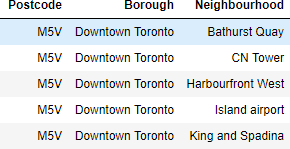 Postcode Borough Neighbourhood
M5V Downtown Toronto Bathurst Quay
M5V Downtown Toronto CN Tower
M5V Downtown Toronto Harbourfront West
M5V Downtown Toronto Island airport
M5V Downtown Toronto King and Spadina